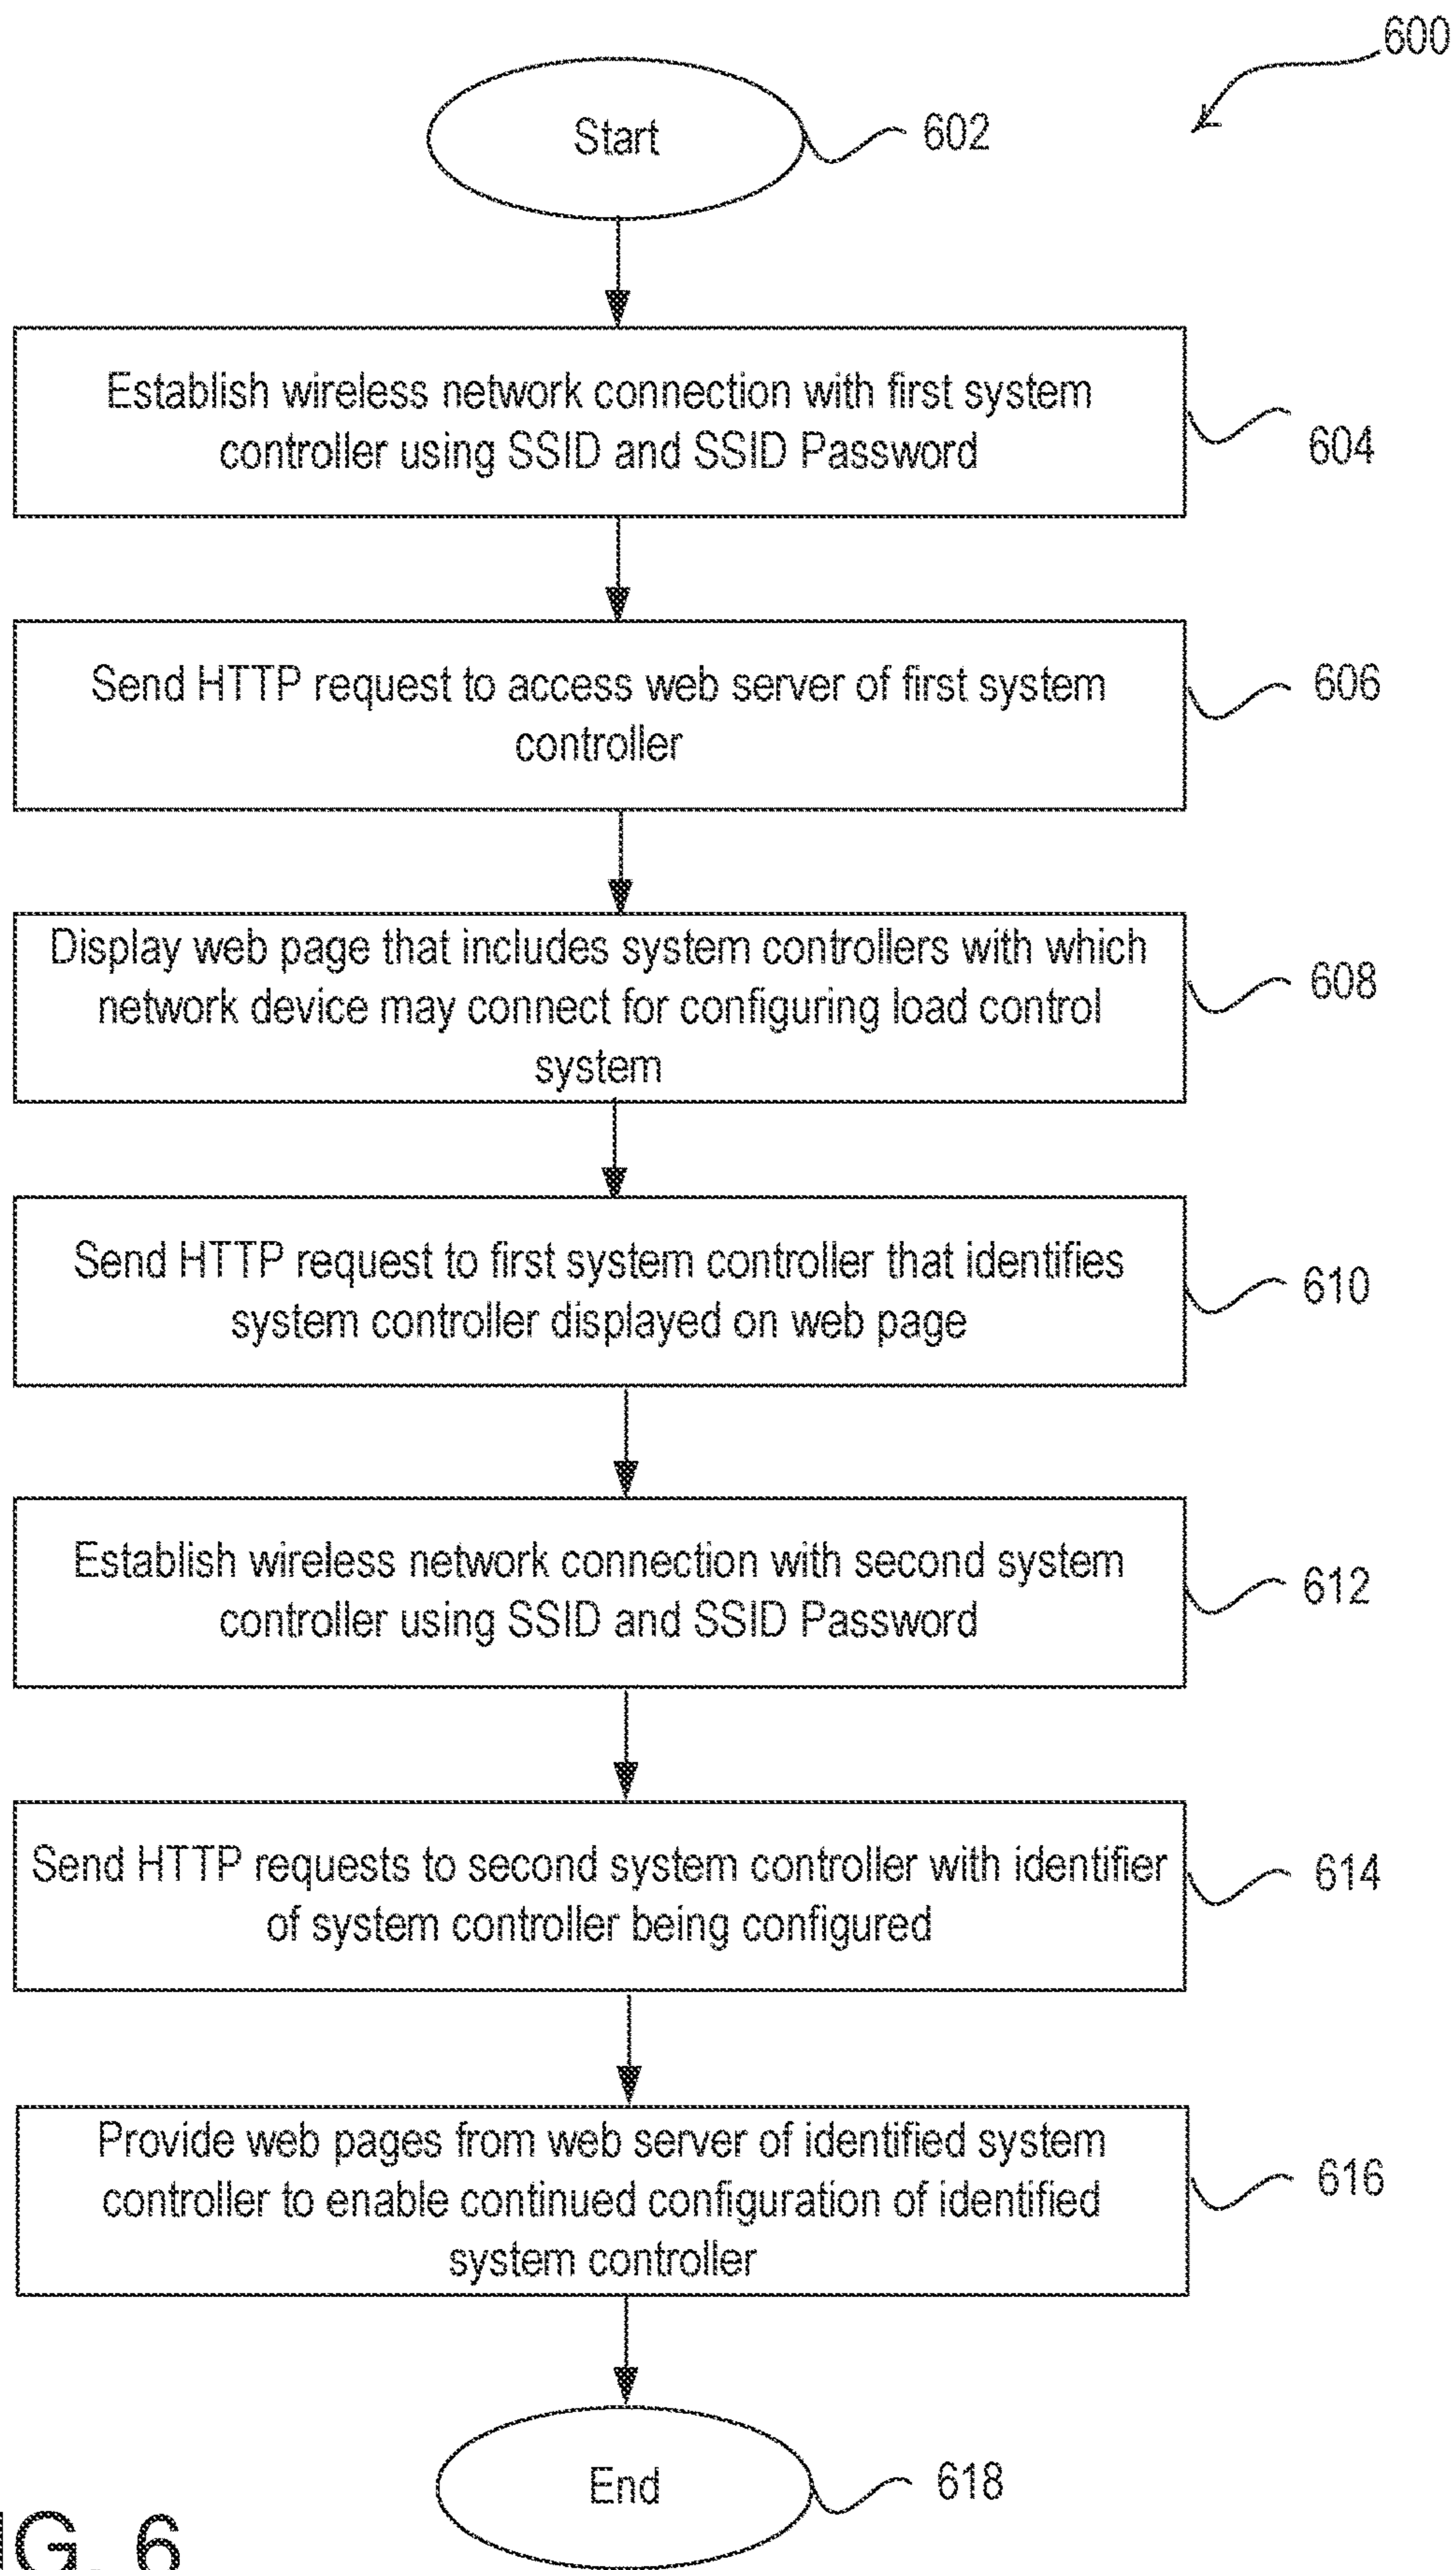 600
Start
602
Establish wireless network connection with first system
controller using SSID and SSID Password
604
Send HTTP request to access web server of first system
controller
606
Display web page that includes system controllers with which
network device may connect for configuring load control
system
608
Send HTTP request to first system controller that identifies
system controller displayed on web page
610
Establish wireless network connection with second system
controller using SSID and SSID Password
612
Send HTTP requests to second system controller with identifier
of system controller being configured
614
Provide web pages from web server of identified system
controller to enable continued configuration of identified
system controller
616
End
618
IG. 6